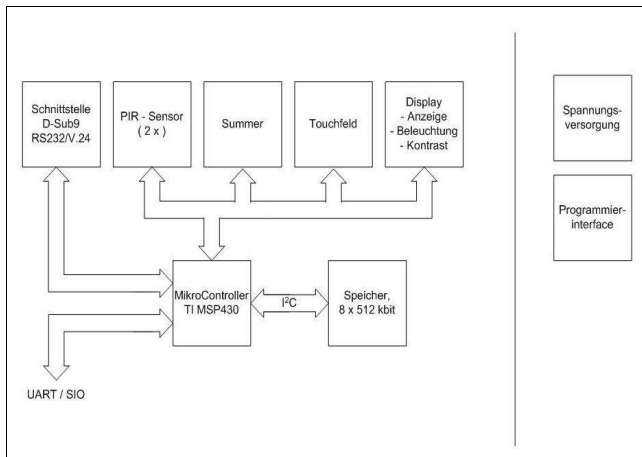 Schnittstelle
D-Sub9
RS232/V.24
PIR - Sensor
( 2 x )
Summer
Touchfeld
Display
- Anzeige
- Beleuchtung
- Kontrast
Spannungs-
versorgung
Programmier-
interface
MikroController
TI MSP430
I²C
Speicher,
8 x 512 kbit
UART / SIO